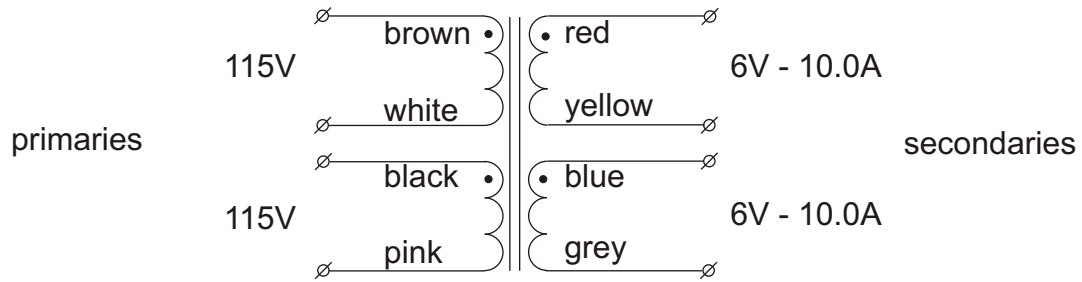 brown
red
115V
6V - 10.0A
white
yellow
primaries
secondaries
black
blue
115V
6V - 10.0A
pink
grey